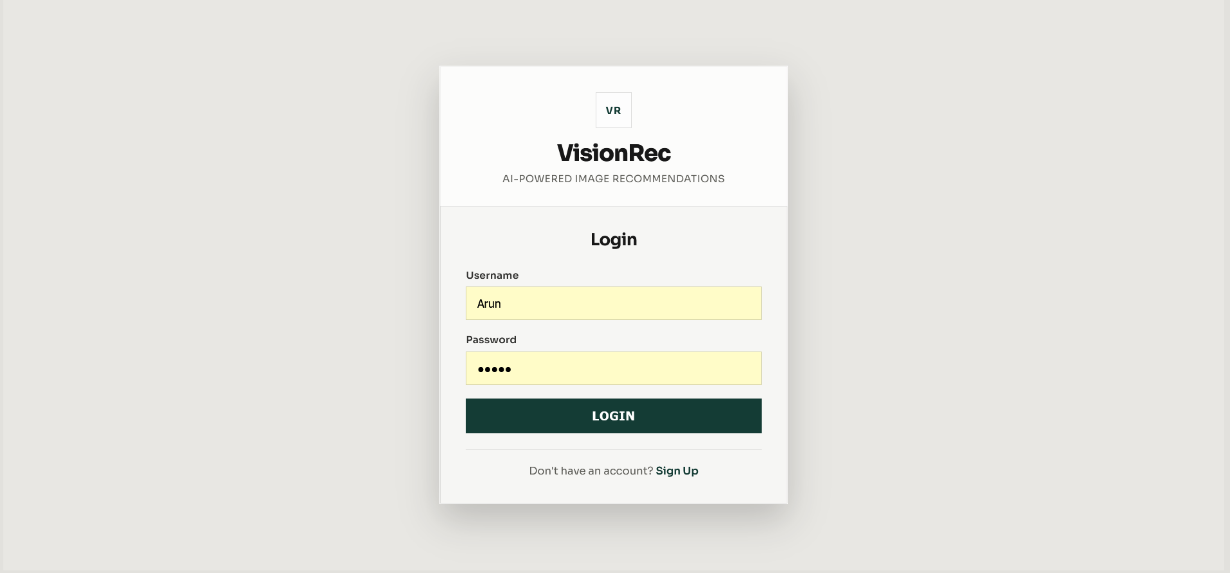 VR
VisionRec
AI-POWERED IMAGE RECOMMENDATIONS
Login
Username
Arun
Password
●●●●●
LOGIN
Don't have an account? Sign Up